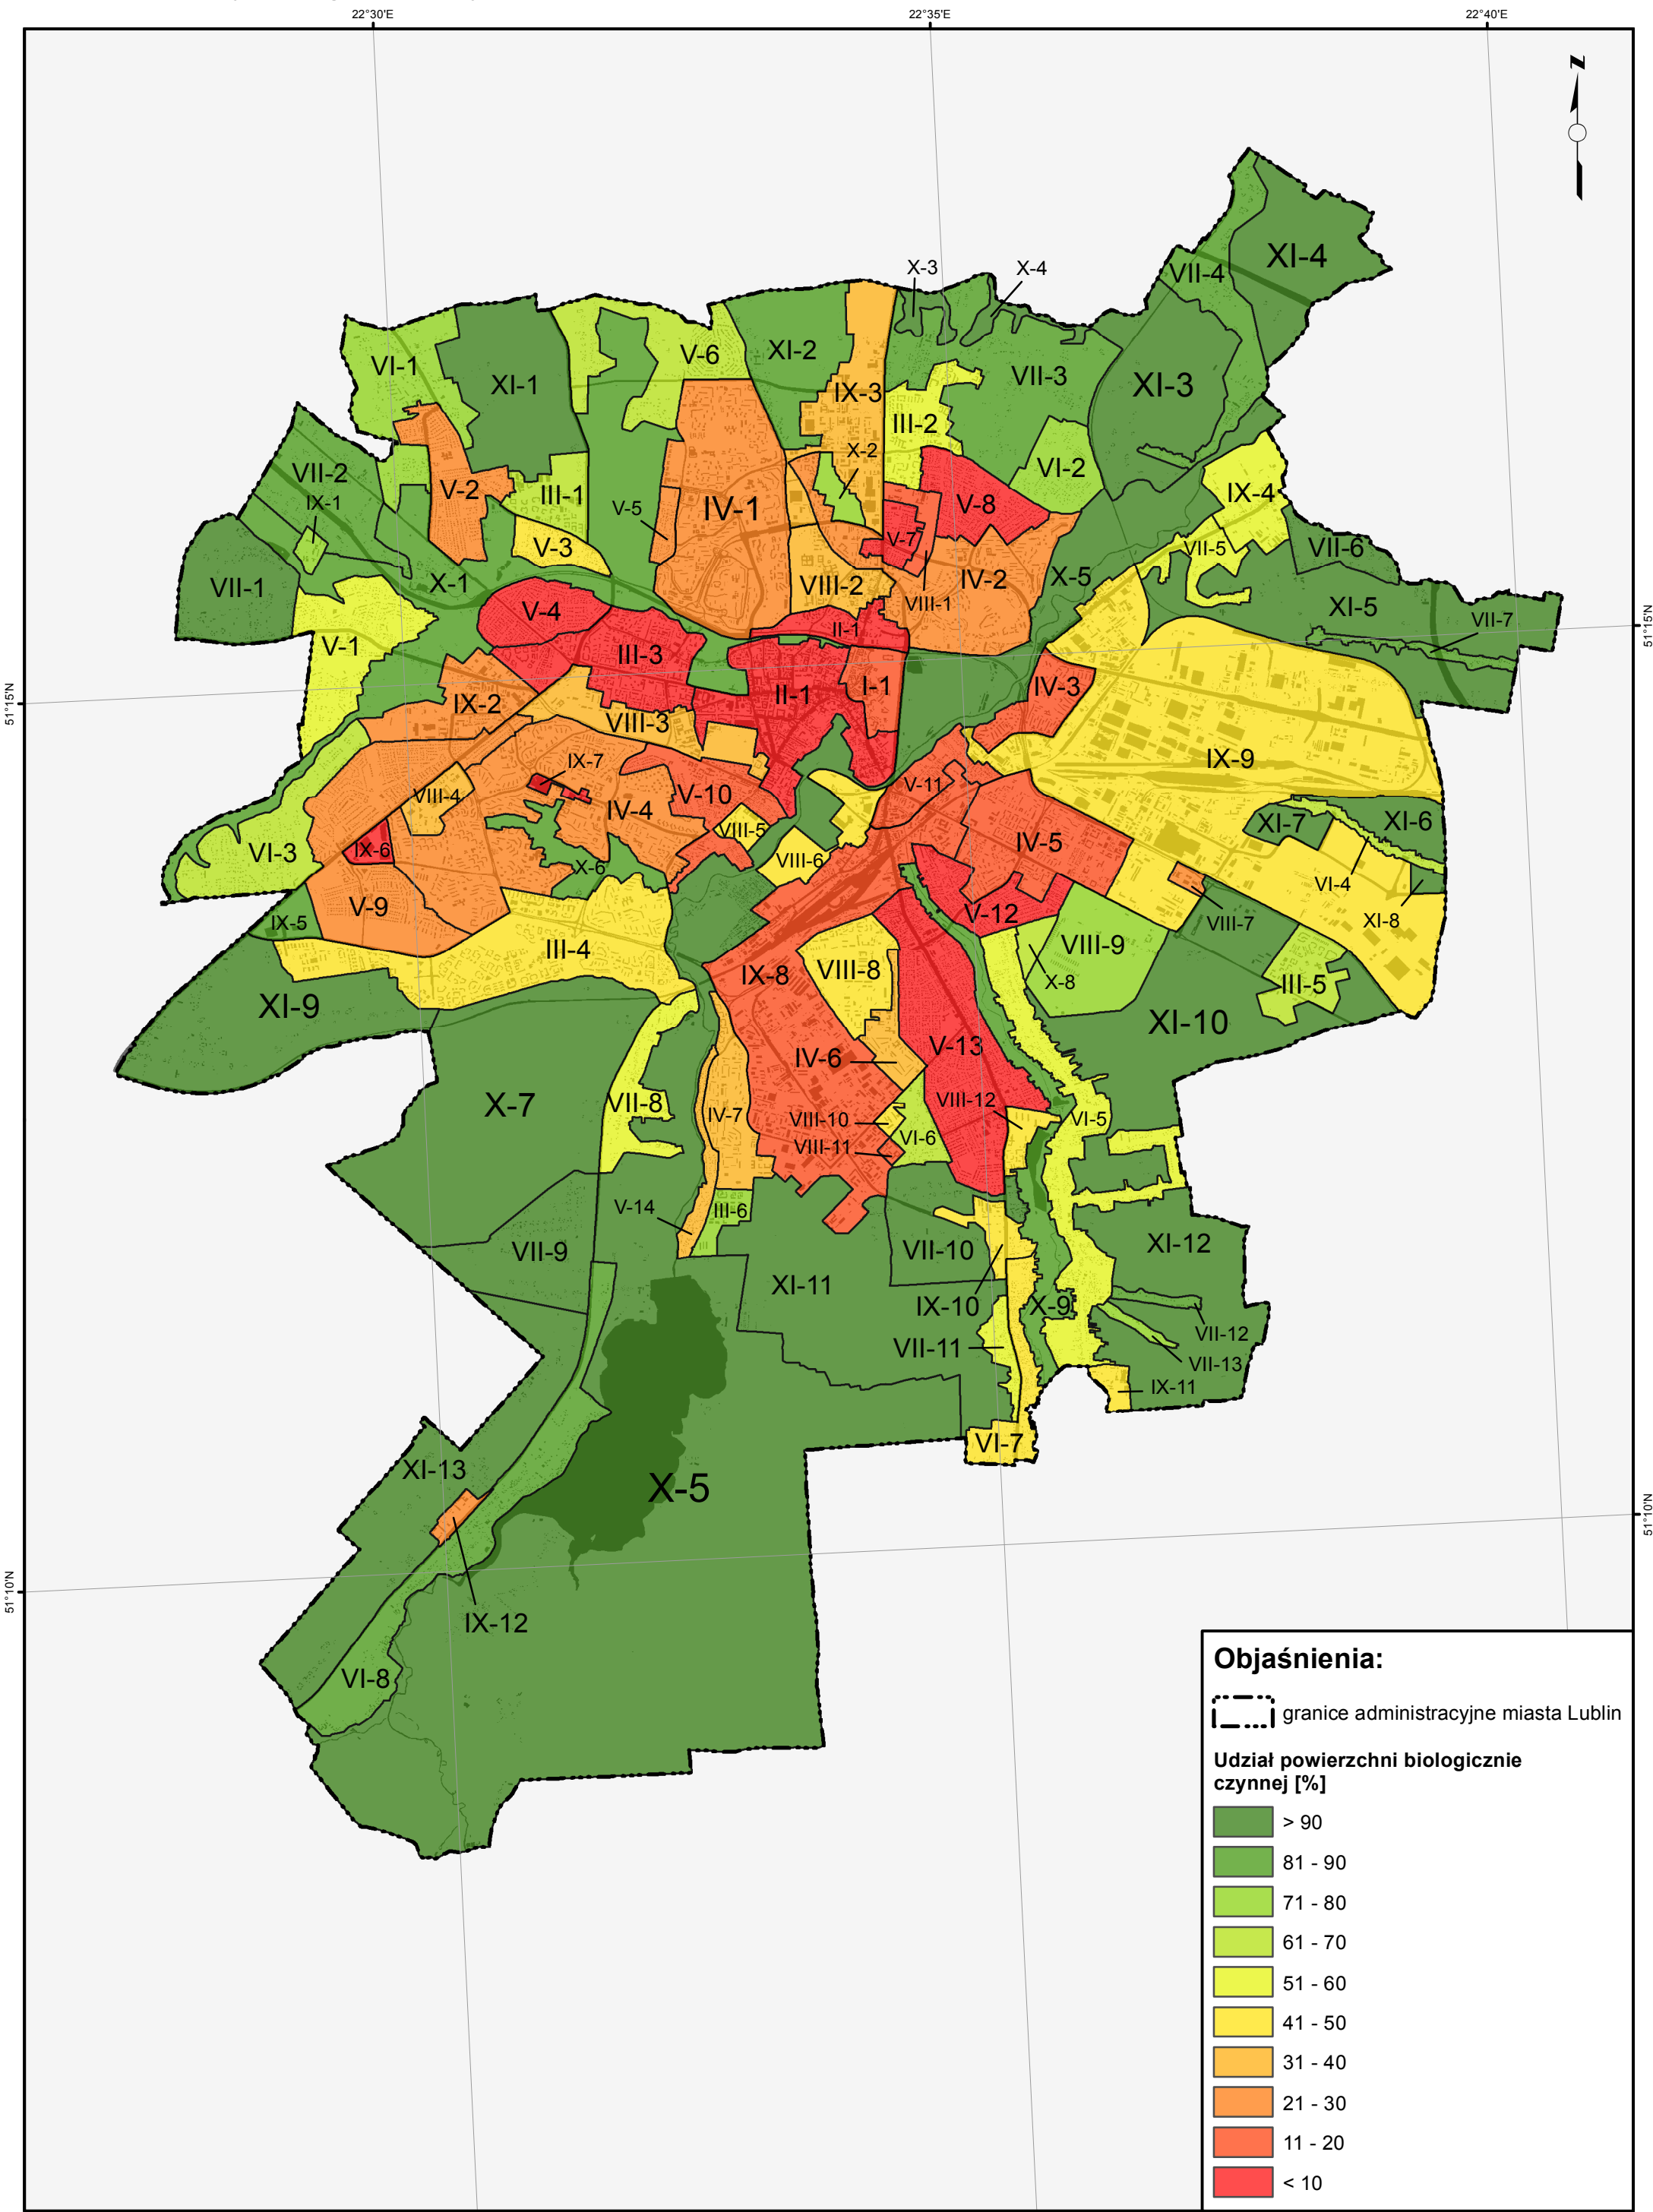 22°30'E
22°35'E
22°40'E
N
XI-4
X-3
X-4
VII-4
VI-1
XI-1
V-6
XI-2
IX-3
VII-3
XI-3
III-2
X-2
VI-2
VII-2
IX-1
V-2
III-1
V-5
IV-1
V-8
IX-4
V-3
V-7
VII-5
VII-6
VII-1
X-1
VIII-2
IV-2
VIII-1
X-5
XI-5
VII-7
V-4
II-1
V-1
III-3
51°15'N
51°15'N
IX-2
II-1
I-1
IV-3
VIII-3
IX-9
IX-7
VIII-4
IV-4
V-10
V-11
VIII-5
XI-7
XI-6
VI-3
IX-6
X-6
VIII-6
IV-5
VI-4
V-9
IX-5
V-12
VIII-7
XI-8
III-4
IX-8
VIII-8
VIII-9
X-8
III-5
XI-9
XI-10
IV-6
V-13
X-7
VII-8
IV-7
VIII-12
VIII-10
VI-6
VI-5
VIII-11
V-14
III-6
VII-9
VII-10
XI-12
XI-11
IX-10
X-9
VII-11
VII-12
VII-13
IX-11
VI-7
XI-13
X-5
51°10'N
51°10'N
IX-12
VI-8
Objaśnienia:
granice administracyjne miasta Lublin
Udział powierzchni biologicznie
czynnej [%]
> 90
81 - 90
71 - 80
61 - 70
51 - 60
41 - 50
31 - 40
21 - 30
11 - 20
< 10